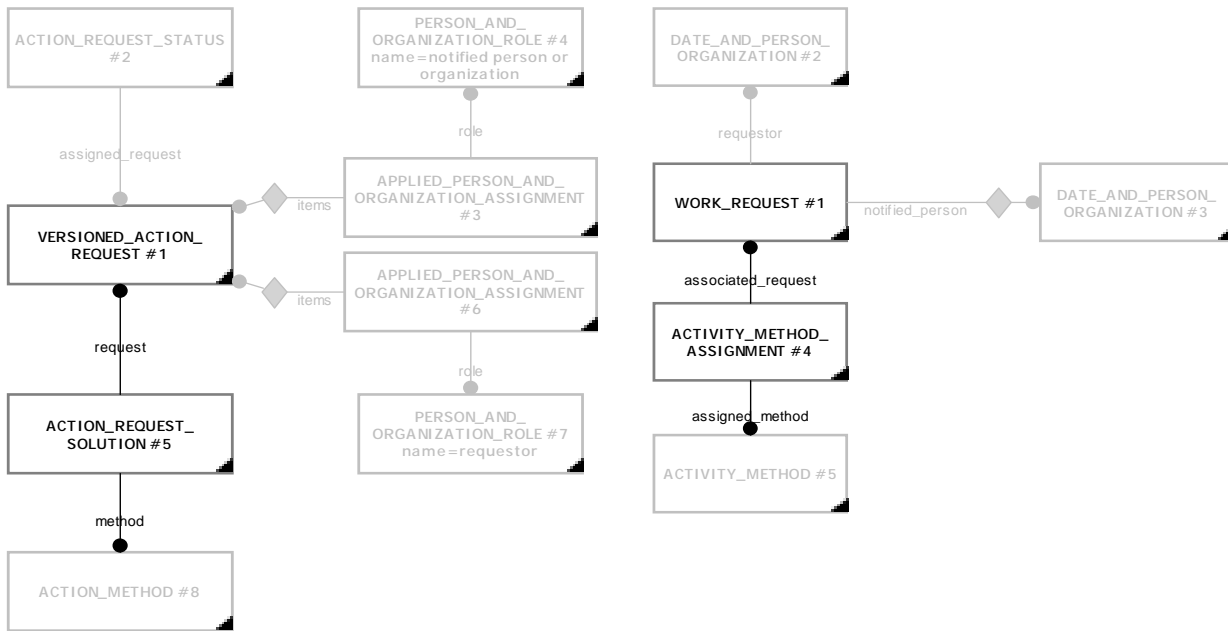 ACTION_REQUEST_STATUS
#2
PERSON_AND_
ORGANIZATION_ROLE #4
name=notified person or
organization
DATE_AND_PERSON_
ORGANIZATION #2
assigned_request
role
requestor
VERSIONED_ACTION_
REQUEST #1
items
APPLIED_PERSON_AND_
ORGANIZATION_ASSIGNMENT
#3
WORK_REQUEST #1
notified_person
DATE_AND_PERSON_
ORGANIZATION #3
items
APPLIED_PERSON_AND_
ORGANIZATION_ASSIGNMENT
#6
associated_request
request
role
ACTIVITY_METHOD_
ASSIGNMENT #4
ACTION_REQUEST_
SOLUTION #5
PERSON_AND_
ORGANIZATION_ROLE #7
name=requestor
assigned_method
method
ACTIVITY_METHOD #5
ACTION_METHOD #8